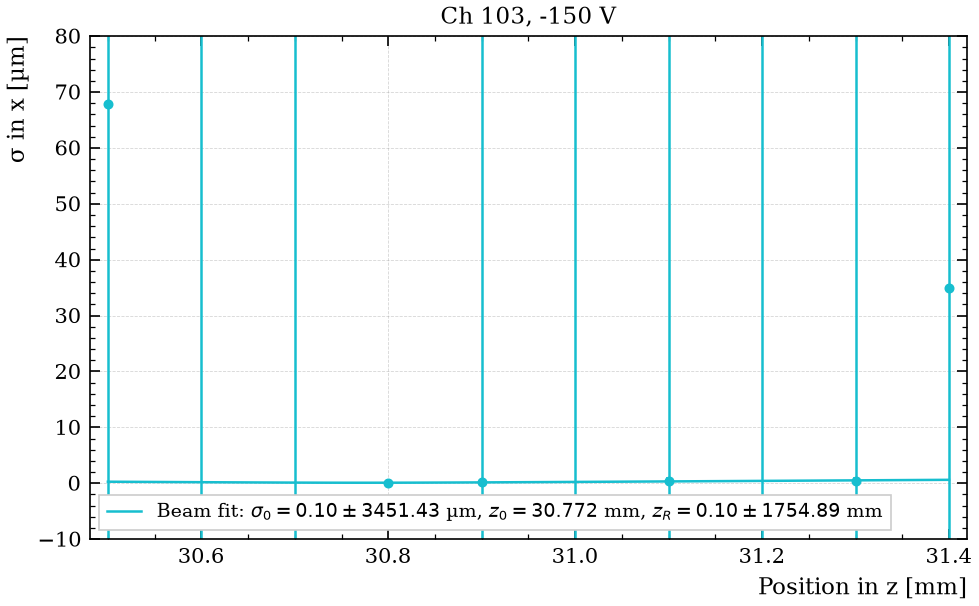 Ch 103, -150 V
σ in x [µm]
80
70
60
50
40
30
20
10
0
−10
Beam fit: σ₀ = 0.10 ± 3451.43 µm, z₀ = 30.772 mm, z_R = 0.10 ± 1754.89 mm
30.6 30.8 31.0 31.2 31.4
Position in z [mm]